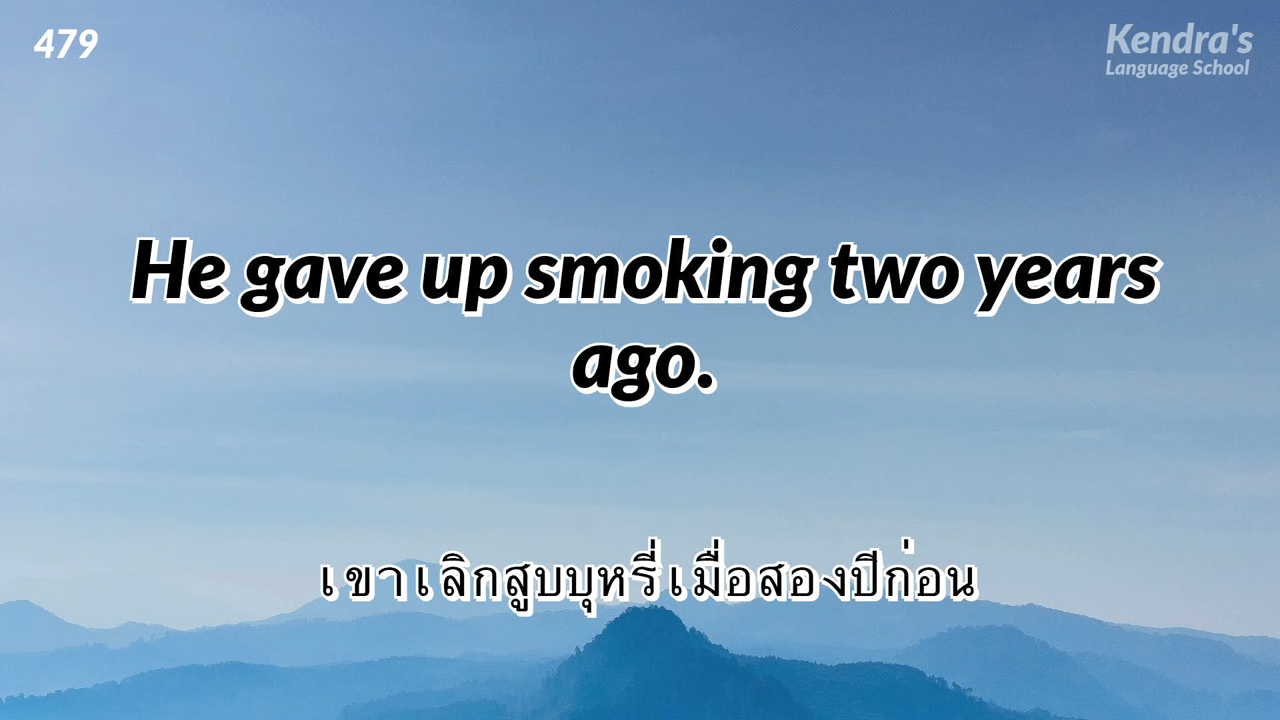 479
Kendra's
Language School
He gave up smoking two years
ago.
เขาเลิกสูบบุหรี่เมื่อสองปีก่อน